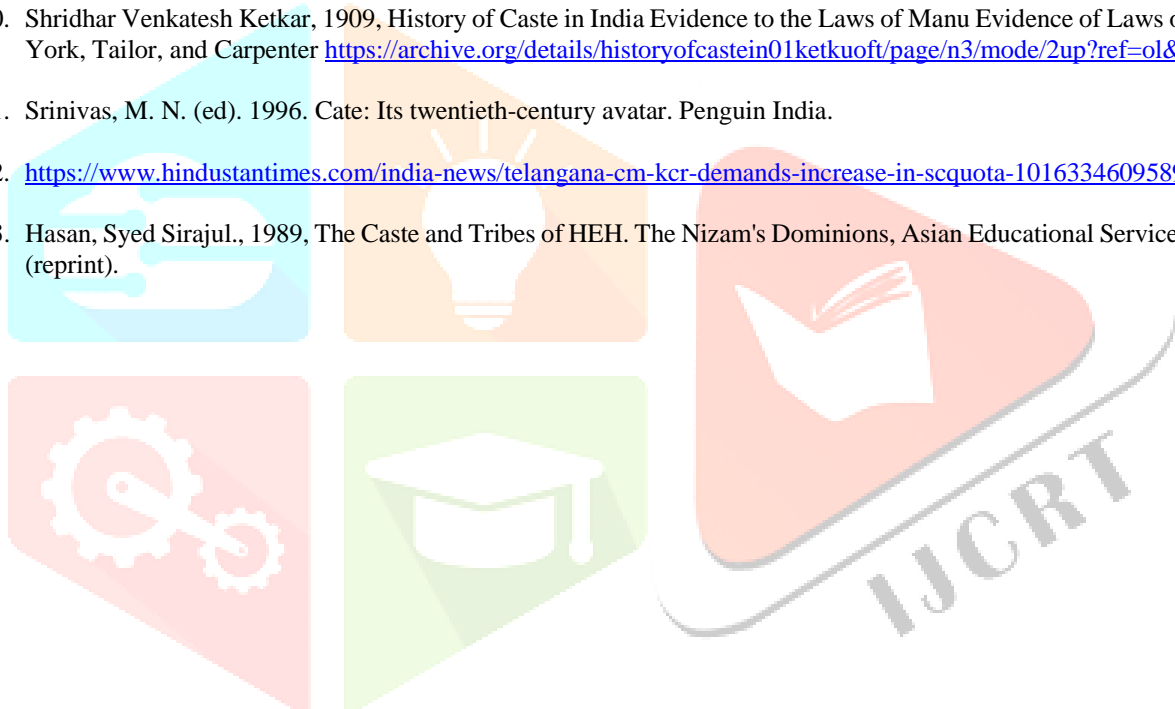 0. Shridhar Venkatesh Ketkar, 1909, History of Caste in India Evidence to the Laws of Manu Evidence of Laws o
York, Tailor, and Carpenter https://archive.org/details/historyofcastein01ketkuoft/page/n3/mode/2up?ref=ol&
. Srinivas, M. N. (ed). 1996. Cate: Its twentieth-century avatar. Penguin India.
2. https://www.hindustantimes.com/india-news/telangana-cm-kcr-demands-increase-in-scquota-101633460958
3. Hasan, Syed Sirajul., 1989, The Caste and Tribes of HEH. The Nizam's Dominions, Asian Educational Service
(reprint).
IJCRT